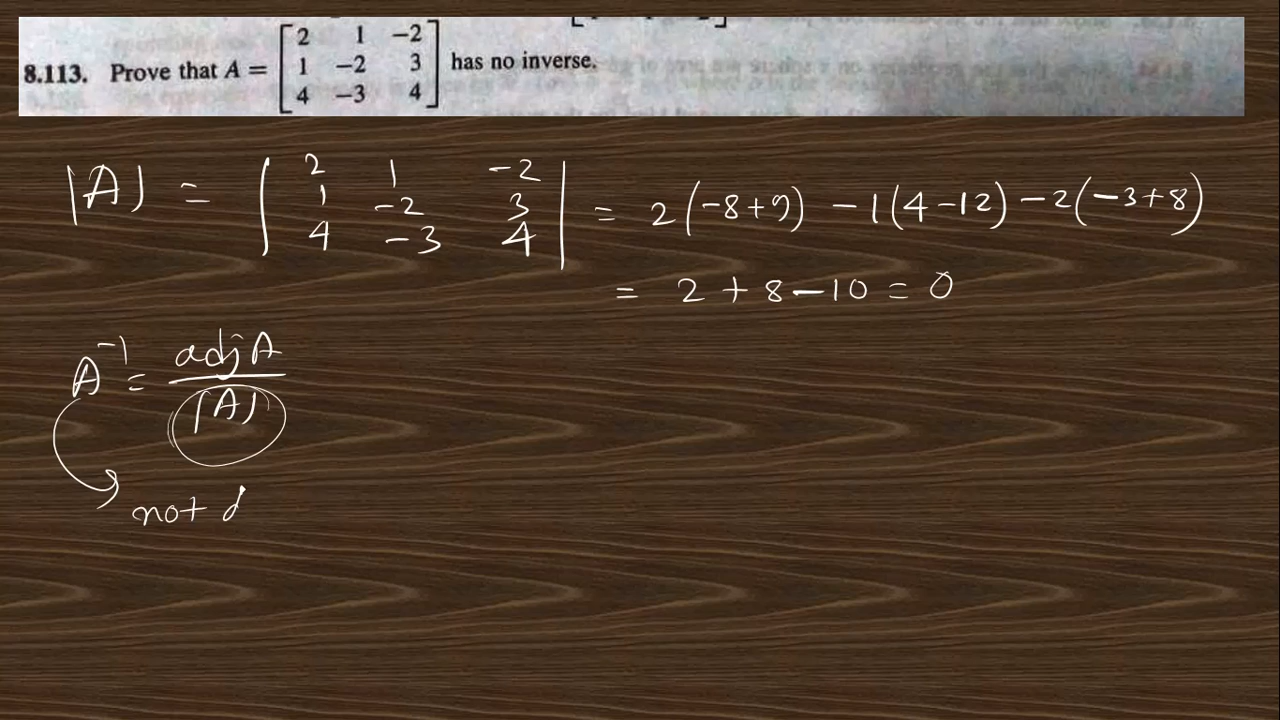 8.113. Prove that A = [2 1 −2
1 −2 3
4 −3 4] has no inverse.
|A| = |2 1 −2
1 −2 3
4 −3 4| = 2(−8+9) −1(4−12) −2(−3+8)
= 2 + 8 − 10 = 0
A⁻¹ = adj A
|A|
not d